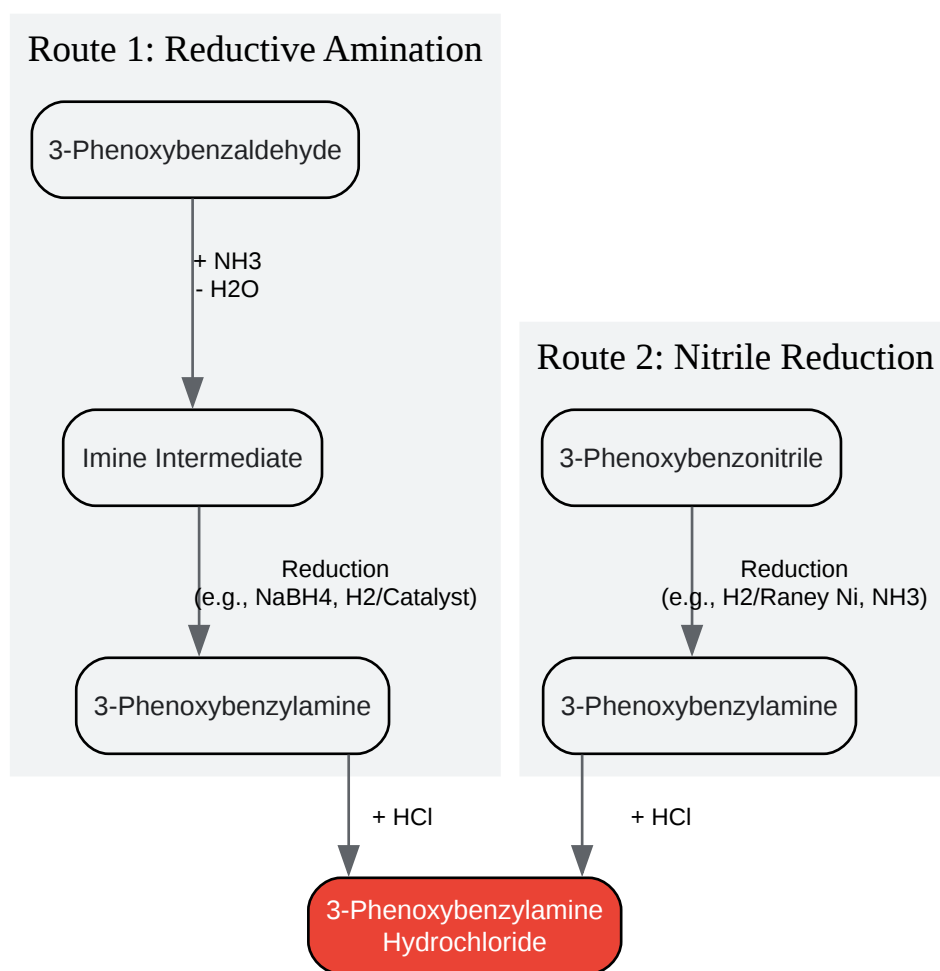 Route 1: Reductive Amination
3-Phenoxybenzaldehyde
+ NH3
- H2O
Imine Intermediate
Reduction
(e.g., NaBH4, H2/Catalyst)
3-Phenoxybenzylamine
+ HCl
Route 2: Nitrile Reduction
3-Phenoxybenzonitrile
Reduction
(e.g., H2/Raney Ni, NH3)
3-Phenoxybenzylamine
+ HCl
3-Phenoxybenzylamine
Hydrochloride